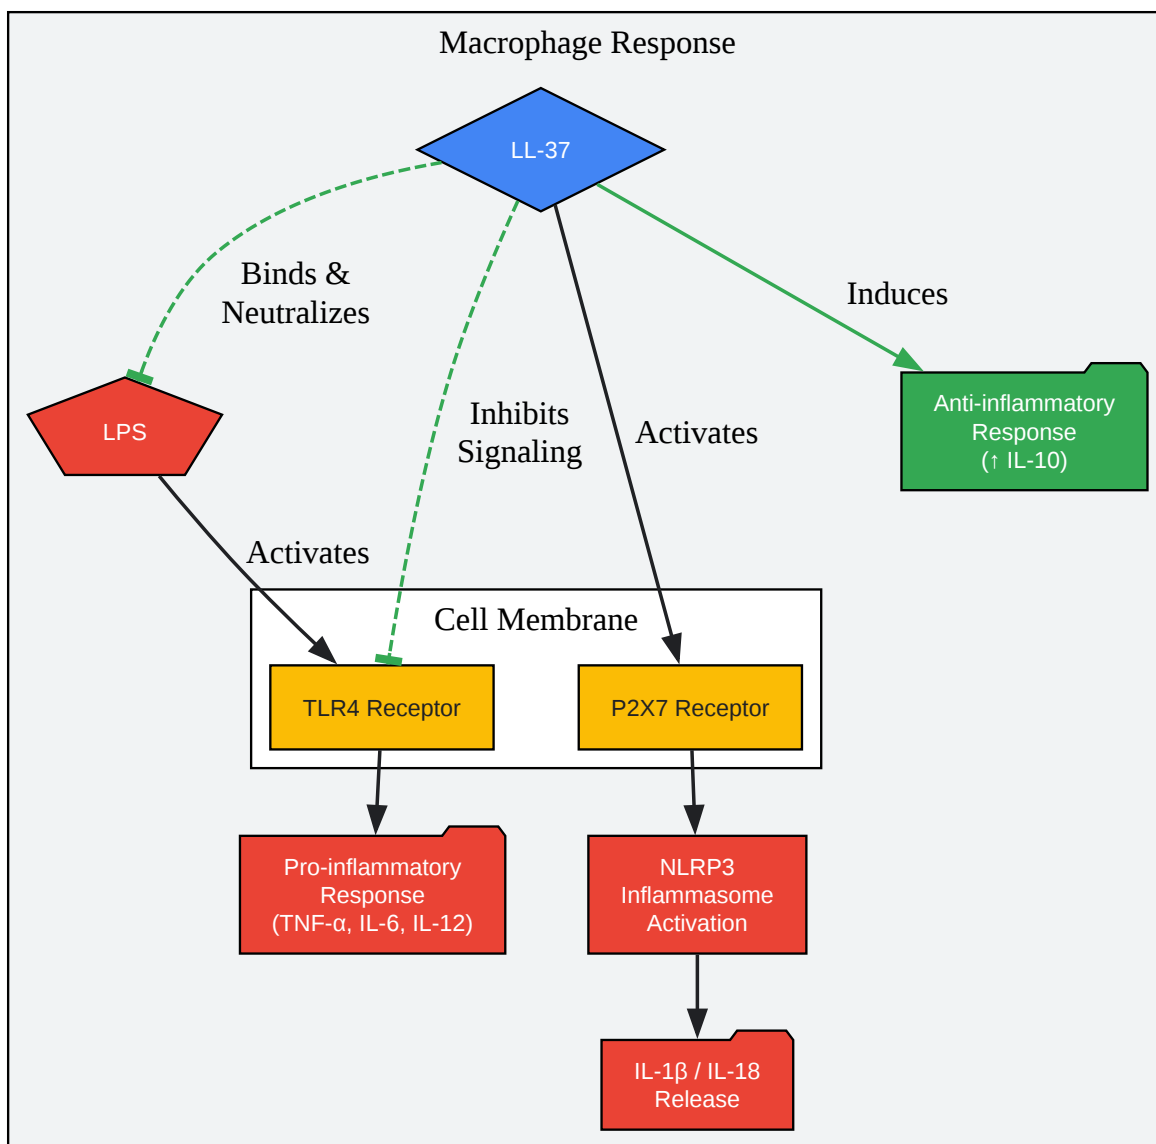 Macrophage Response
LL-37
Binds &
Neutralizes
Induces
Inhibits
Signaling
Activates
Anti-inflammatory
Response
(↑ IL-10)
LPS
Activates
Cell Membrane
TLR4 Receptor
P2X7 Receptor
Pro-inflammatory
Response
(TNF-α, IL-6, IL-12)
NLRP3
Inflammasome
Activation
IL-1β / IL-18
Release